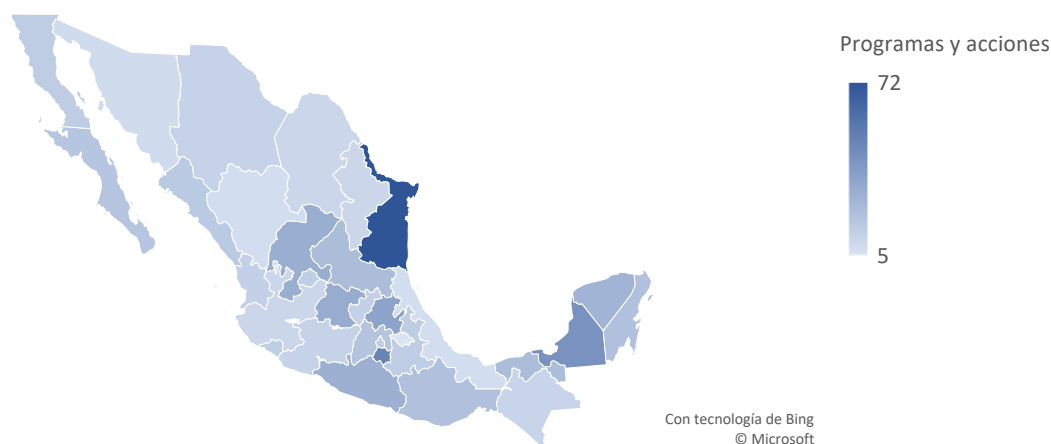 Programas y acciones
72
5
Con tecnología de Bing
© Microsoft